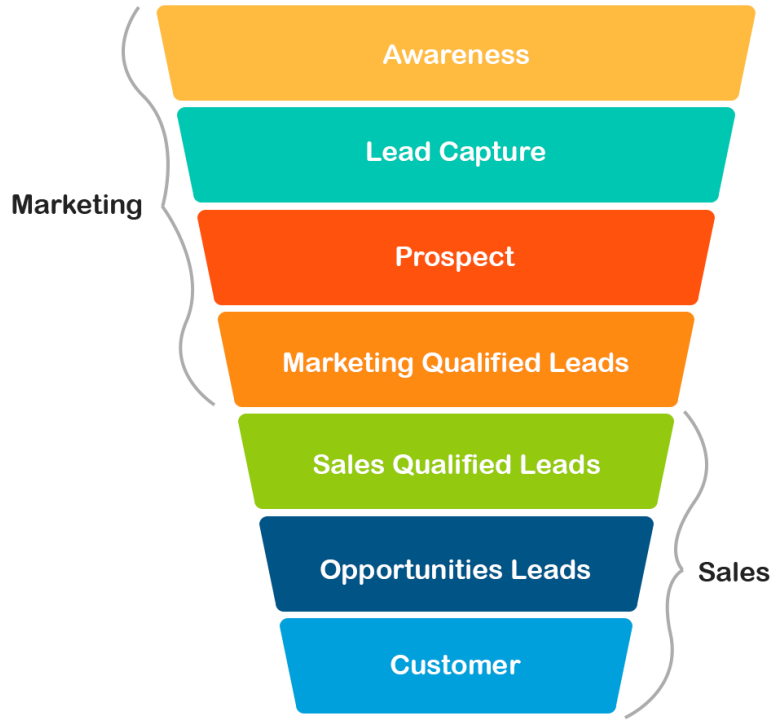 Awareness
Lead Capture
Marketing
Prospect
Marketing Qualified Leads
Sales Qualified Leads
Opportunities Leads
Sales
Customer